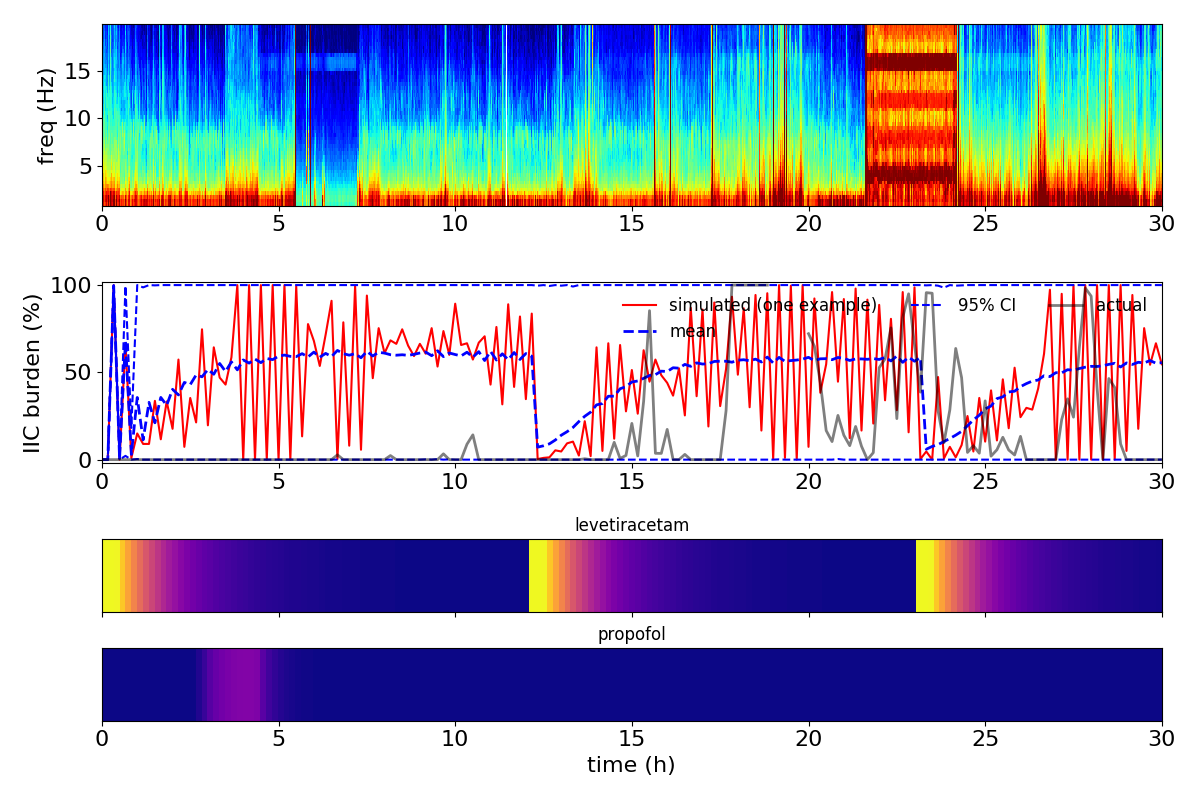 freq (Hz)
15
10
5
0 5 10 15 20 25 30
IIC burden (%)
100
50
0
simulated (one example) 95% CI actual
mean
0 5 10 15 20 25 30
levetiracetam
propofol
0 5 10 15 20 25 30
time (h)